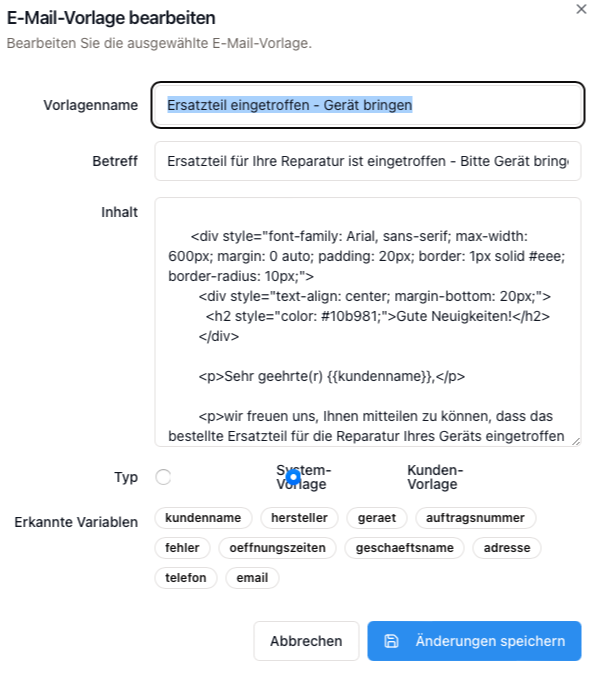 E-Mail-Vorlage bearbeiten
Bearbeiten Sie die ausgewählte E-Mail-Vorlage.
Vorlagenname
Ersatzteil eingetroffen - Gerät bringen
Betreff
Ersatzteil für Ihre Reparatur ist eingetroffen - Bitte Gerät bring
Inhalt
<div style="font-family: Arial, sans-serif; max-width:
600px; margin: 0 auto; padding: 20px; border: 1px solid #eee;
border-radius: 10px;">
<div style="text-align: center; margin-bottom: 20px;">
<h2 style="color: #10b981;">Gute Neuigkeiten!</h2>
</div>
<p>Sehr geehrte(r) {{kundenname}},</p>
<p>wir freuen uns, Ihnen mitteilen zu können, dass das
bestellte Ersatzteil für die Reparatur Ihres Geräts eingetroffen
Typ
System-
Vorlage
Kunden-
Vorlage
Erkannte Variablen
kundenname hersteller geraet auftragsnummer
fehler oeffnungszeiten geschaeftsname adresse
telefon email
Abbrechen Änderungen speichern